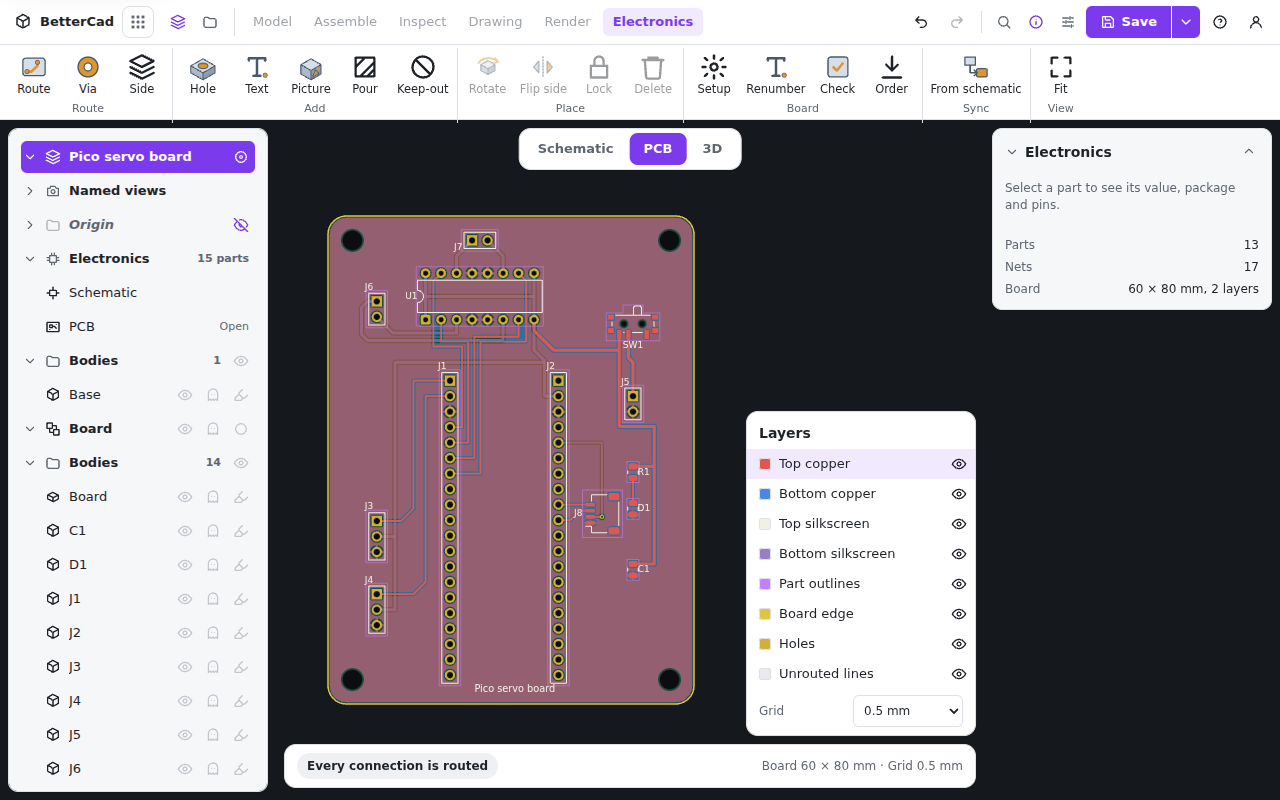 BetterCad
Model
Assemble
Inspect
Drawing
Render
Electronics
Save
Route
Via
Side
Hole
Text
Picture
Pour
Keep-out
Rotate
Flip side
Lock
Delete
Setup
Renumber
Check
Order
From schematic
Fit
Route
Add
Place
Board
Sync
View
Pico servo board
Named views
Origin
Electronics 15 parts
Schematic
PCB Open
Bodies 1
Base
Board
Bodies 14
Board
C1
D1
J1
J2
J3
J4
J5
J6
Schematic PCB 3D
J7
J6
U1
SW1
J1
J2
J5
R1
J3
D1
J8
C1
J4
Pico servo board
Layers
Top copper
Bottom copper
Top silkscreen
Bottom silkscreen
Part outlines
Board edge
Holes
Unrouted lines
Grid 0.5 mm
Every connection is routed
Board 60 × 80 mm · Grid 0.5 mm
Electronics
Select a part to see its value, package
and pins.
Parts 13
Nets 17
Board 60 × 80 mm, 2 layers